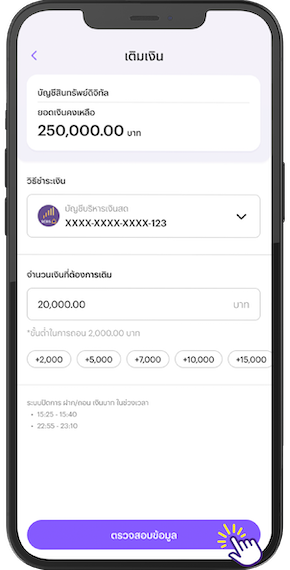 เติมเงิน
บัญชีสินทรัพย์ดิจิทัล
ยอดเงินคงเหลือ
250,000.00 บาท
วิธีชำระเงิน
บัญชีบริหารเงินสด
XXXX-XXXX-XXXX-123
จำนวนเงินที่ต้องการเติม
20,000.00 บาท
*ขั้นต่ำในการถอน 2,000.00 บาท
+2,000 +5,000 +7,000 +10,000 +15,000
ระบบปิดการ ฝาก/ถอน เงินบาท ในช่วงเวลา
• 15:25 - 15:40
• 22:55 - 23:10
ตรวจสอบข้อมูล